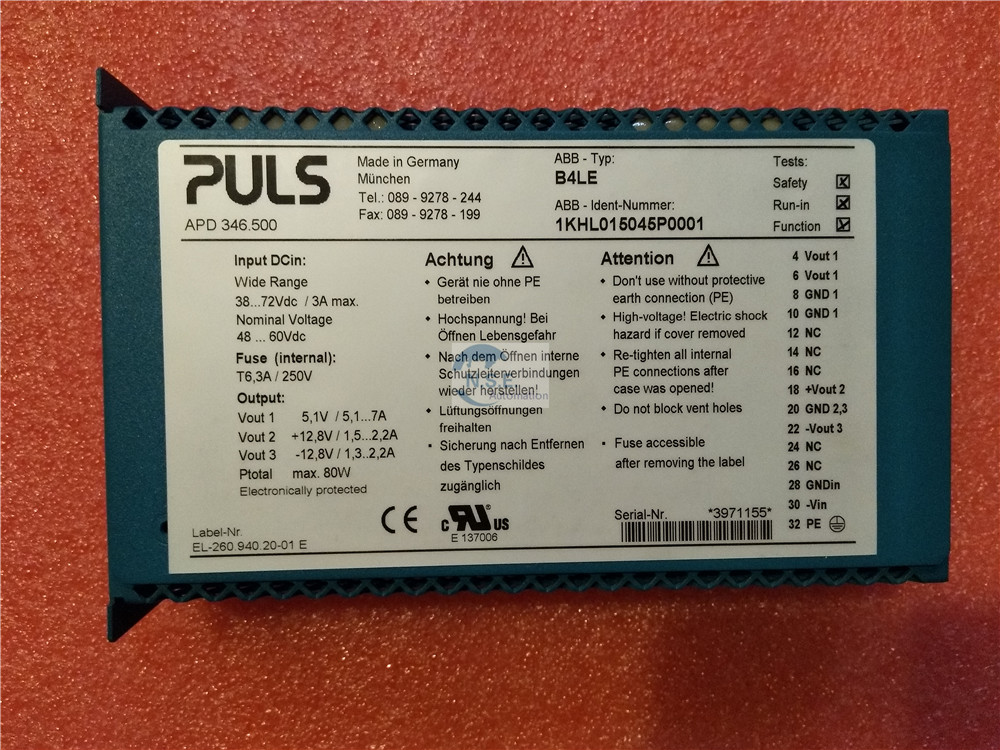 PULS
APD 346.500
Made in Germany
München
Tel.: 089 - 9278 - 244
Fax: 089 - 9278 - 199
ABB - Typ:
B4LE
ABB - Ident-Nummer:
1KHL015045P0001
Tests:
Safety
Run-in
Function
Input DCin:
Wide Range
38...72Vdc / 3A max.
Nominal Voltage
48 ... 60Vdc
Fuse (internal):
T6,3A / 250V
Output:
Vout 1 5,1V / 5,1...7A
Vout 2 +12,8V / 1,5...2,2A
Vout 3 -12,8V / 1,3..2,2A
Ptotal max. 80W
Electronically protected
Label-Nr.
EL-260.940.20-01 E
Achtung
• Gerät nie ohne PE
betreiben
• Hochspannung! Bei
Öffnen Lebensgefahr
• Nach dem Öffnen interne
Schutzleiterverbindungen
wieder herstellen!
• Lüftungsöffnungen
freihalten
• Sicherung nach Entfernen
des Typenschildes
zugänglich
N.S.E
Automation
CE
c RU US
E 137006
Attention
• Don't use without protective
earth connection (PE)
• High-voltage! Electric shock
hazard if cover removed
• Re-tighten all internal
PE connections after
case was opened!
• Do not block vent holes
• Fuse accessible
after removing the label
Serial-Nr. *3971155*
4 Vout 1
6 Vout 1
8 GND 1
10 GND 1
12 NC
14 NC
16 NC
18 +Vout 2
20 GND 2,3
22 -Vout 3
24 NC
26 NC
28 GNDin
30 -Vin
32 PE